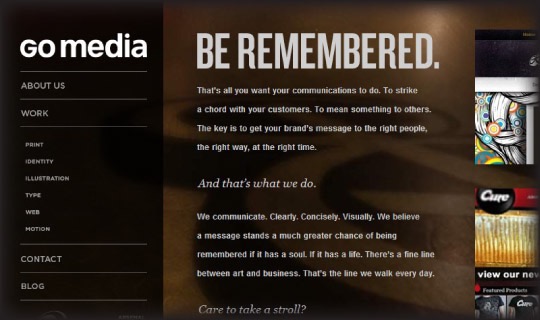 GO media
ABOUT US
WORK
PRINT
IDENTITY
ILLUSTRATION
TYPE
WEB
MOTION
CONTACT
BLOG
BE REMEMBERED.
That's all you want your communications to do. To strike
a chord with your customers. To mean something to others.
The key is to get your brand's message to the right people,
the right way, at the right time.
And that's what we do.
We communicate. Clearly. Concisely. Visually. We believe
a message stands a much greater chance of being
remembered if it has a soul. If it has a life. There's a fine line
between art and business. That's the line we walk every day.
Care to take a stroll?
Cure
view our new
Featured Products
Cure